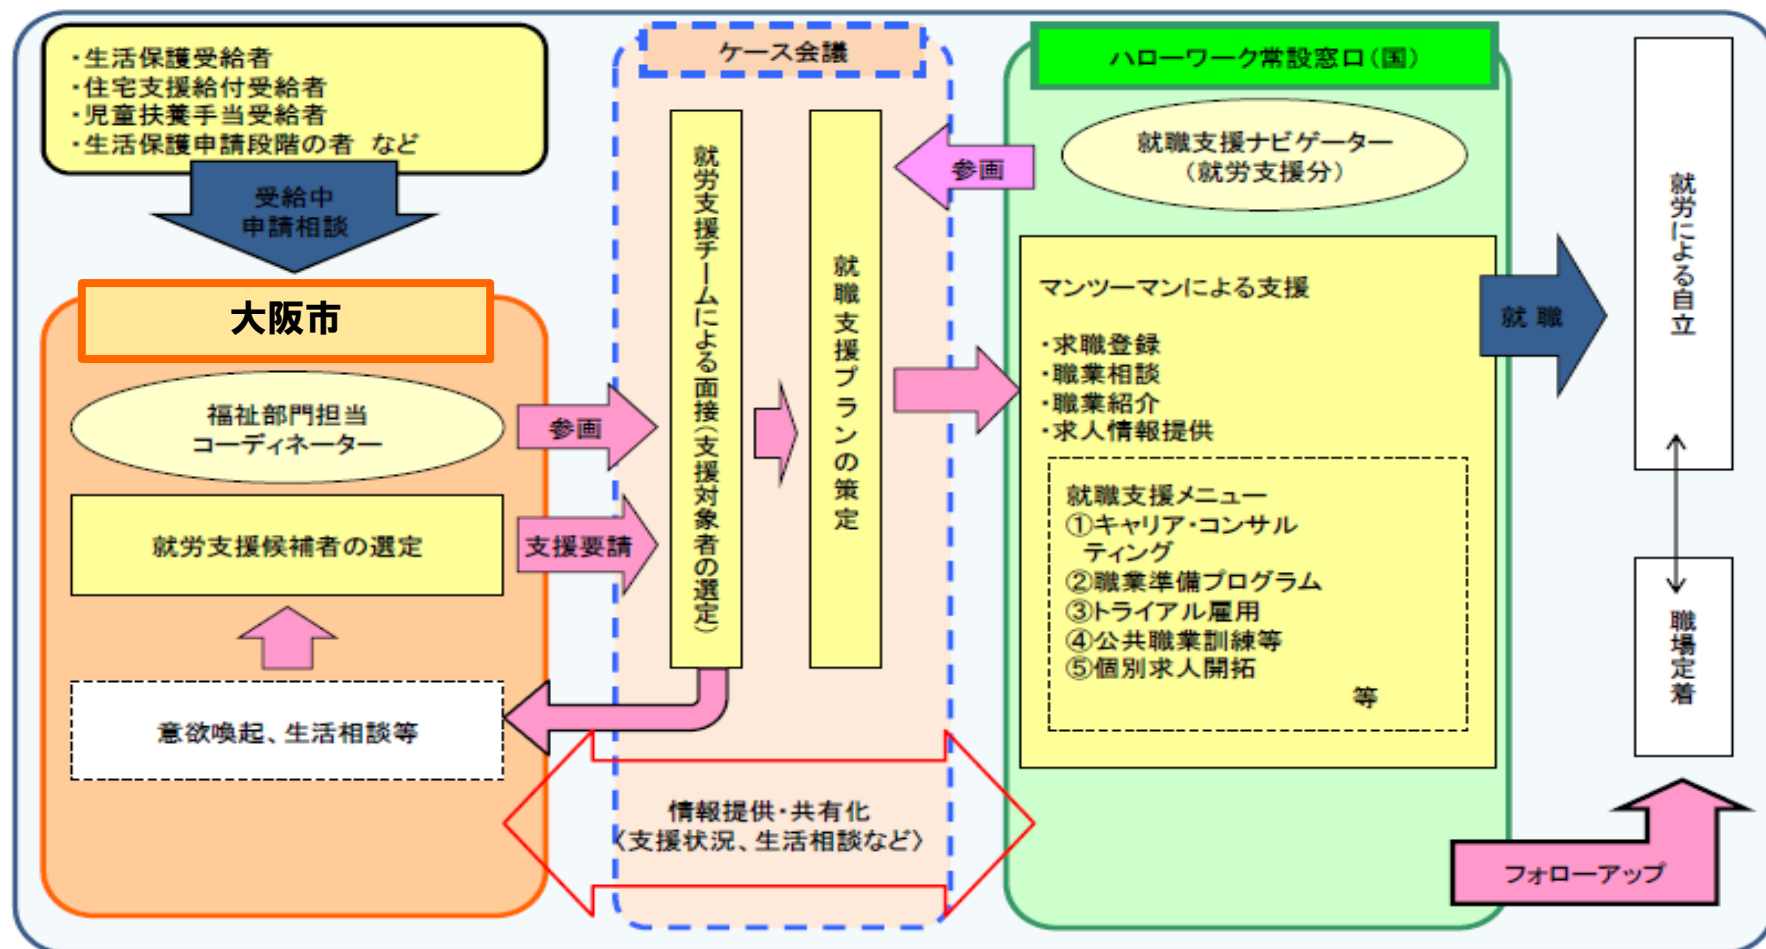 ・生活保護受給者
・住宅支援給付受給者
・児童扶養手当受給者
・生活保護申請段階の者 など
受給中
申請相談
大阪市
福祉部門担当
コーディネーター
就労支援候補者の選定
意欲喚起、生活相談等
参画
支援要請
ケース会議
就労支援チームによる面接(支援対象者の選定)
就職支援プランの策定
情報提供・共有化
〈支援状況、生活相談など〉
ハローワーク常設窓口(国)
参画
就職支援ナビゲーター
(就労支援分)
マンツーマンによる支援
・求職登録
・職業相談
・職業紹介
・求人情報提供
就職支援メニュー
①キャリア・コンサル
ティング
②職業準備プログラム
③トライアル雇用
④公共職業訓練等
⑤個別求人開拓
等
就 職
就労による自立
職場定着
フォローアップ